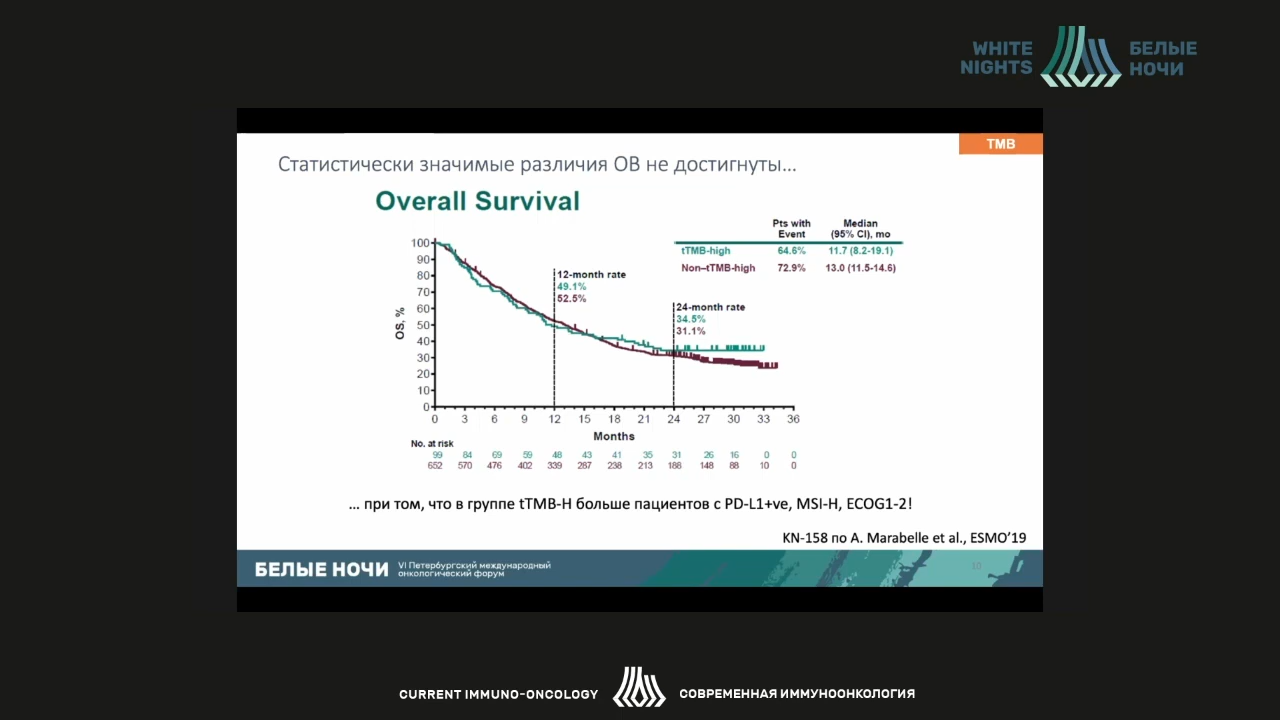 WHITE
NIGHTS
БЕЛЫЕ
НОЧИ
TMB
Статистически значимые различия ОВ не достигнуты...
Overall Survival
Pts with Event Median (95% CI), mo
tTMB-high 64.6% 11.7 (8.2-19.1)
Non–tTMB-high 72.9% 13.0 (11.5-14.6)
OS, %
100
90
80
70
60
50
40
30
20
10
0
12-month rate
49.1%
52.5%
24-month rate
34.5%
31.1%
0 3 6 9 12 15 18 21 24 27 30 33 36
Months
No. at risk
99 84 69 59 48 43 41 35 31 26 16 0 0
652 570 476 402 339 287 238 213 188 148 88 10 0
... при том, что в группе tTMB-H больше пациентов с PD-L1+ve, MSI-H, ECOG1-2!
KN-158 по A. Marabelle et al., ESMO’19
БЕЛЫЕ НОЧИ
VI Петербургский международный
онкологический форум
10
CURRENT IMMUNO-ONCOLOGY
СОВРЕМЕННАЯ ИММУНООНКОЛОГИЯ